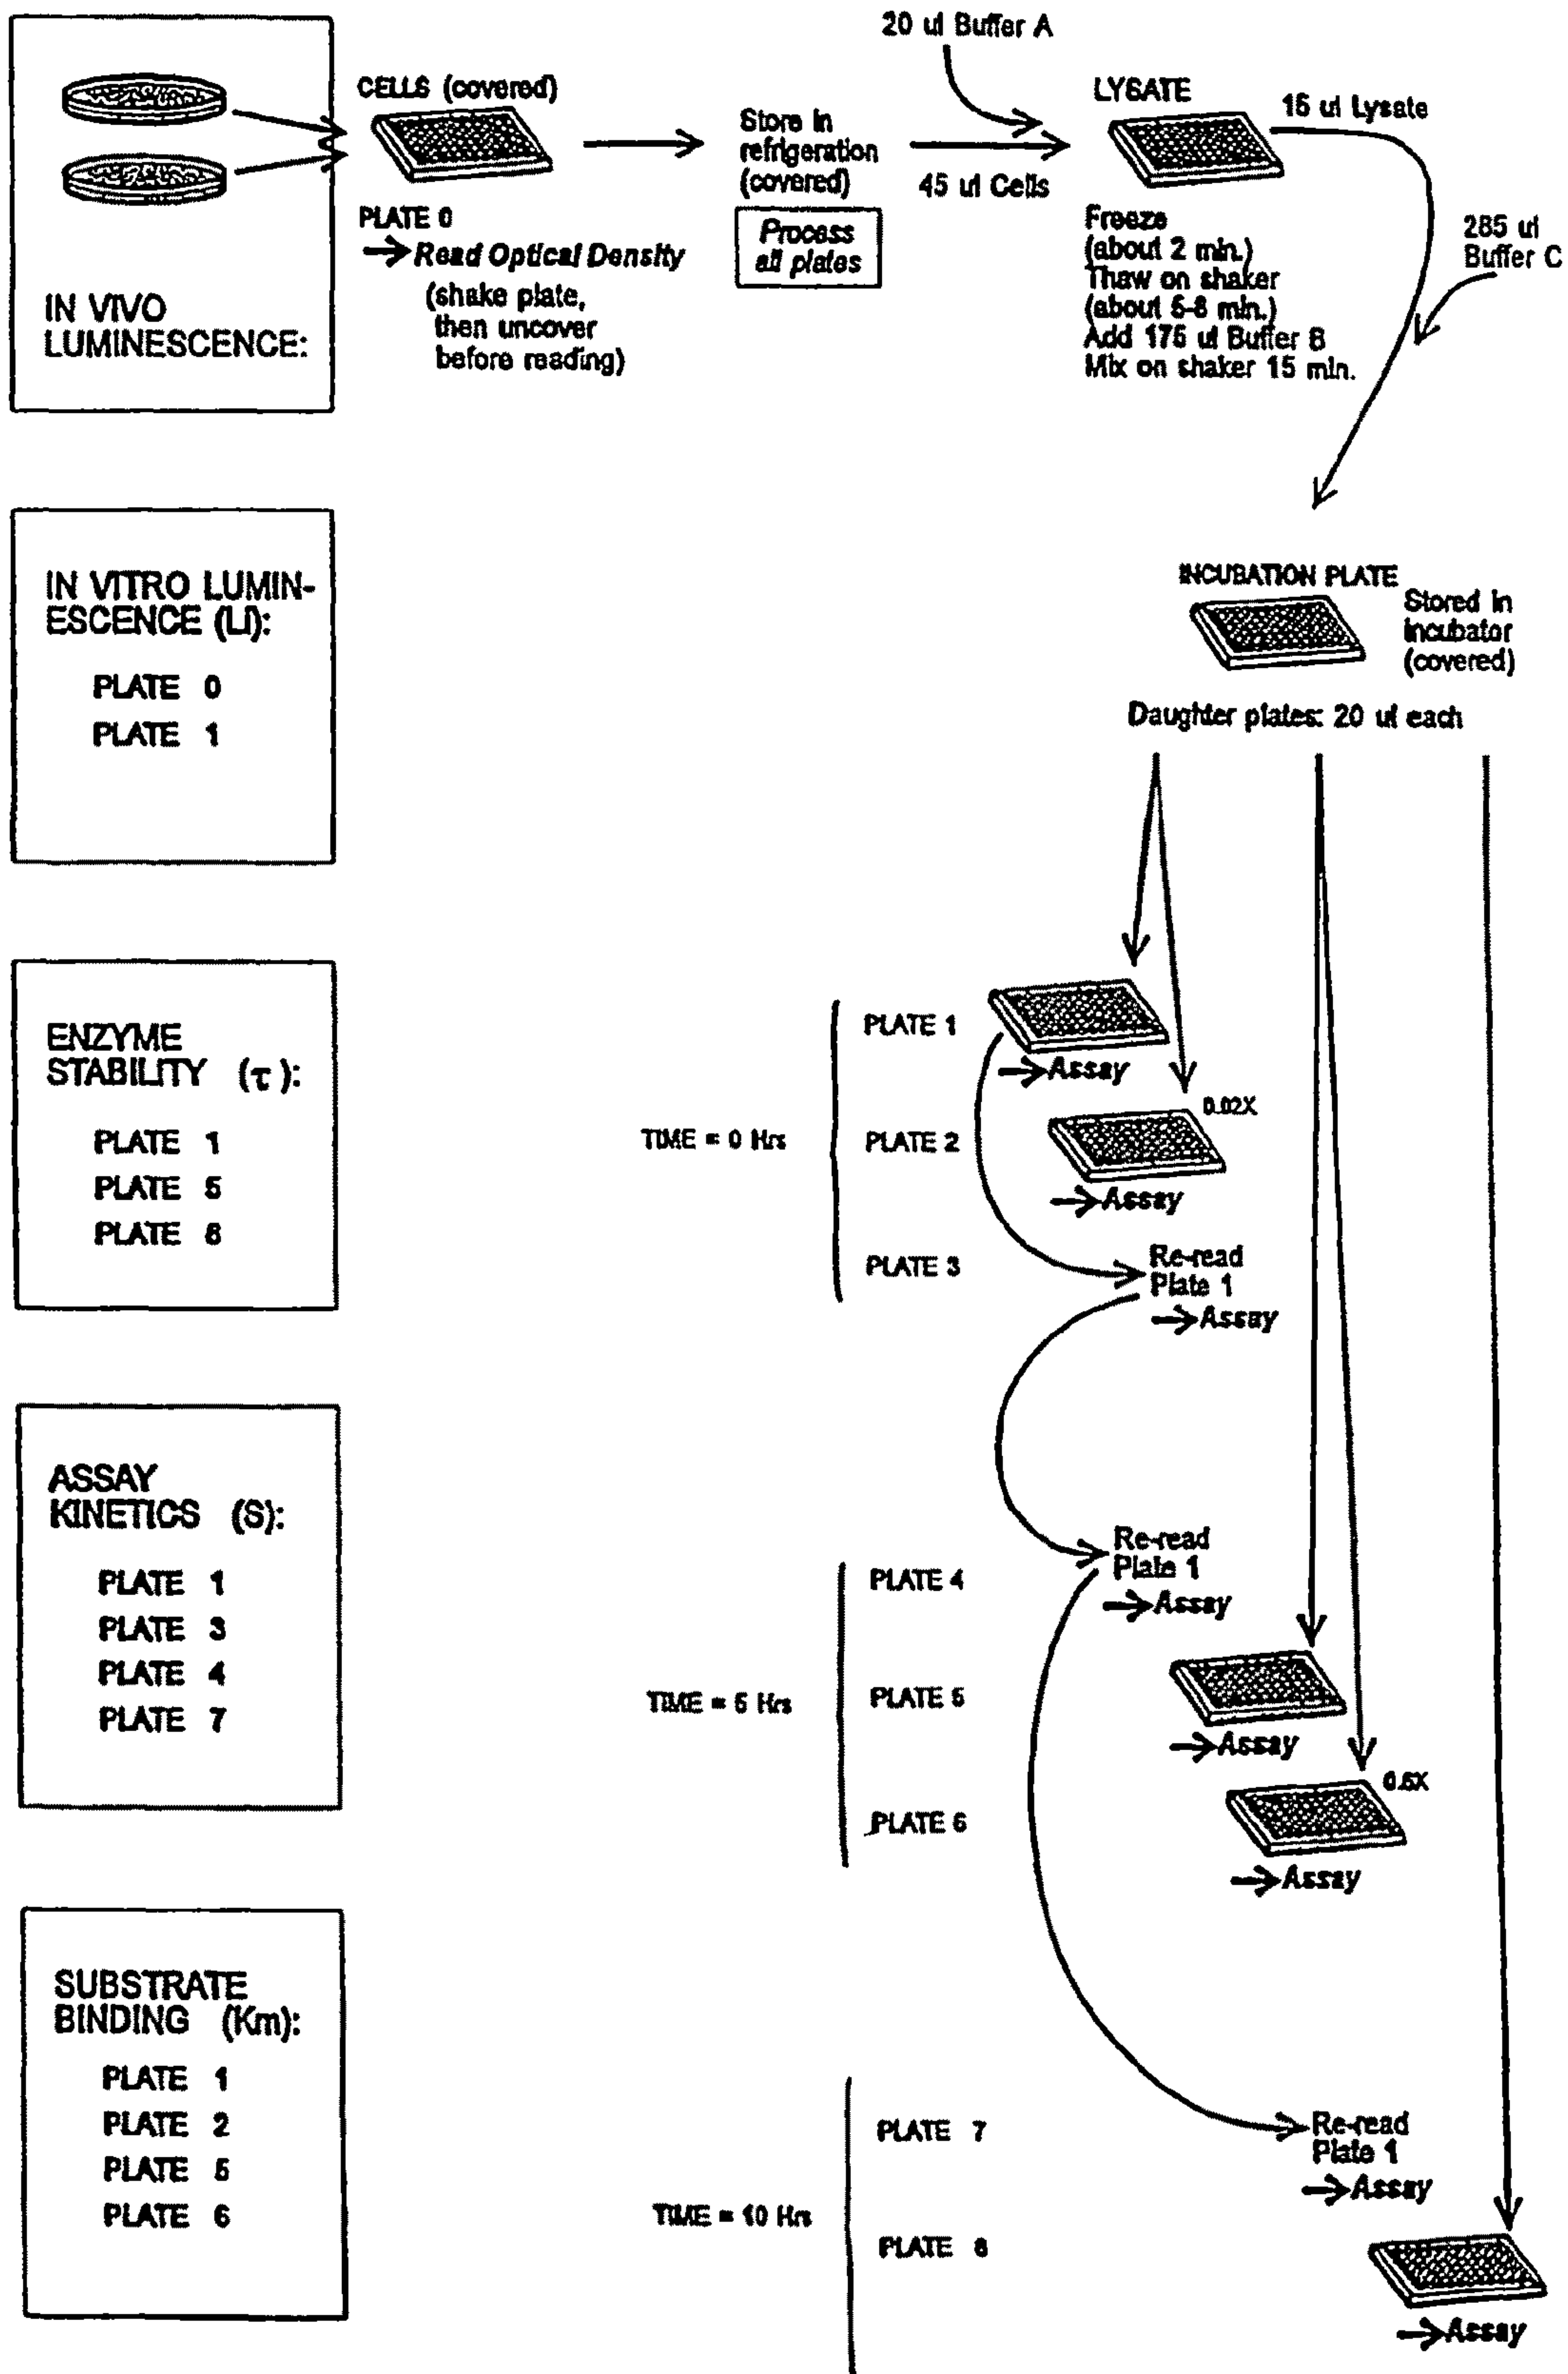 20 ul Buffer A
CELLS (covered)
LYSATE
15 ul Lysate
Store in
refrigeration
(covered)
45 ul Cells
PLATE 0
→ Read Optical Density
(shake plate,
then uncover
before reading)
Process
all plates
Freeze
(about 2 min.)
Thaw on shaker
(about 5-8 min.)
Add 175 ul Buffer B
Mix on shaker 15 min.
285 ul
Buffer C
IN VIVO
LUMINESCENCE:
IN VITRO LUMIN-
ESCENCE (Li):
PLATE 0
PLATE 1
INCUBATION PLATE
Stored in
incubator
(covered)
Daughter plates: 20 ul each
ENZYME
STABILITY (τ):
PLATE 1
PLATE 5
PLATE 8
TIME = 0 Hrs
PLATE 1
→ Assay
PLATE 2
0.02X
→ Assay
PLATE 3
Re-read
Plate 1
→ Assay
ASSAY
KINETICS (S):
PLATE 1
PLATE 3
PLATE 4
PLATE 7
TIME = 5 Hrs
PLATE 4
Re-read
Plate 1
→ Assay
PLATE 5
→ Assay
PLATE 6
0.5X
→ Assay
SUBSTRATE
BINDING (Km):
PLATE 1
PLATE 2
PLATE 5
PLATE 6
TIME = 10 Hrs
PLATE 7
Re-read
Plate 1
→ Assay
PLATE 8
→ Assay